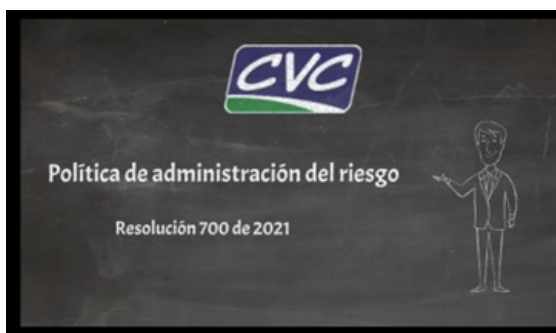 CVC
Política de administración del riesgo
Resolución 700 de 2021